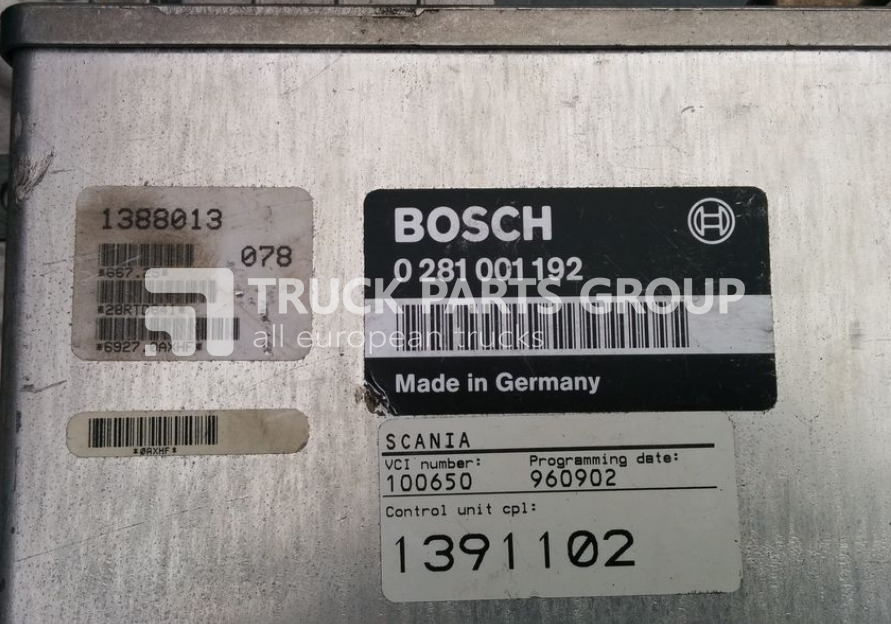 1388013
078
*0AXHF*
BOSCH
0 281 001 192
Made in Germany
TRUCK PARTS GROUP
all european trucks
SCANIA
VCI number: Programming date:
100650 960902
Control unit cpl:
1391102